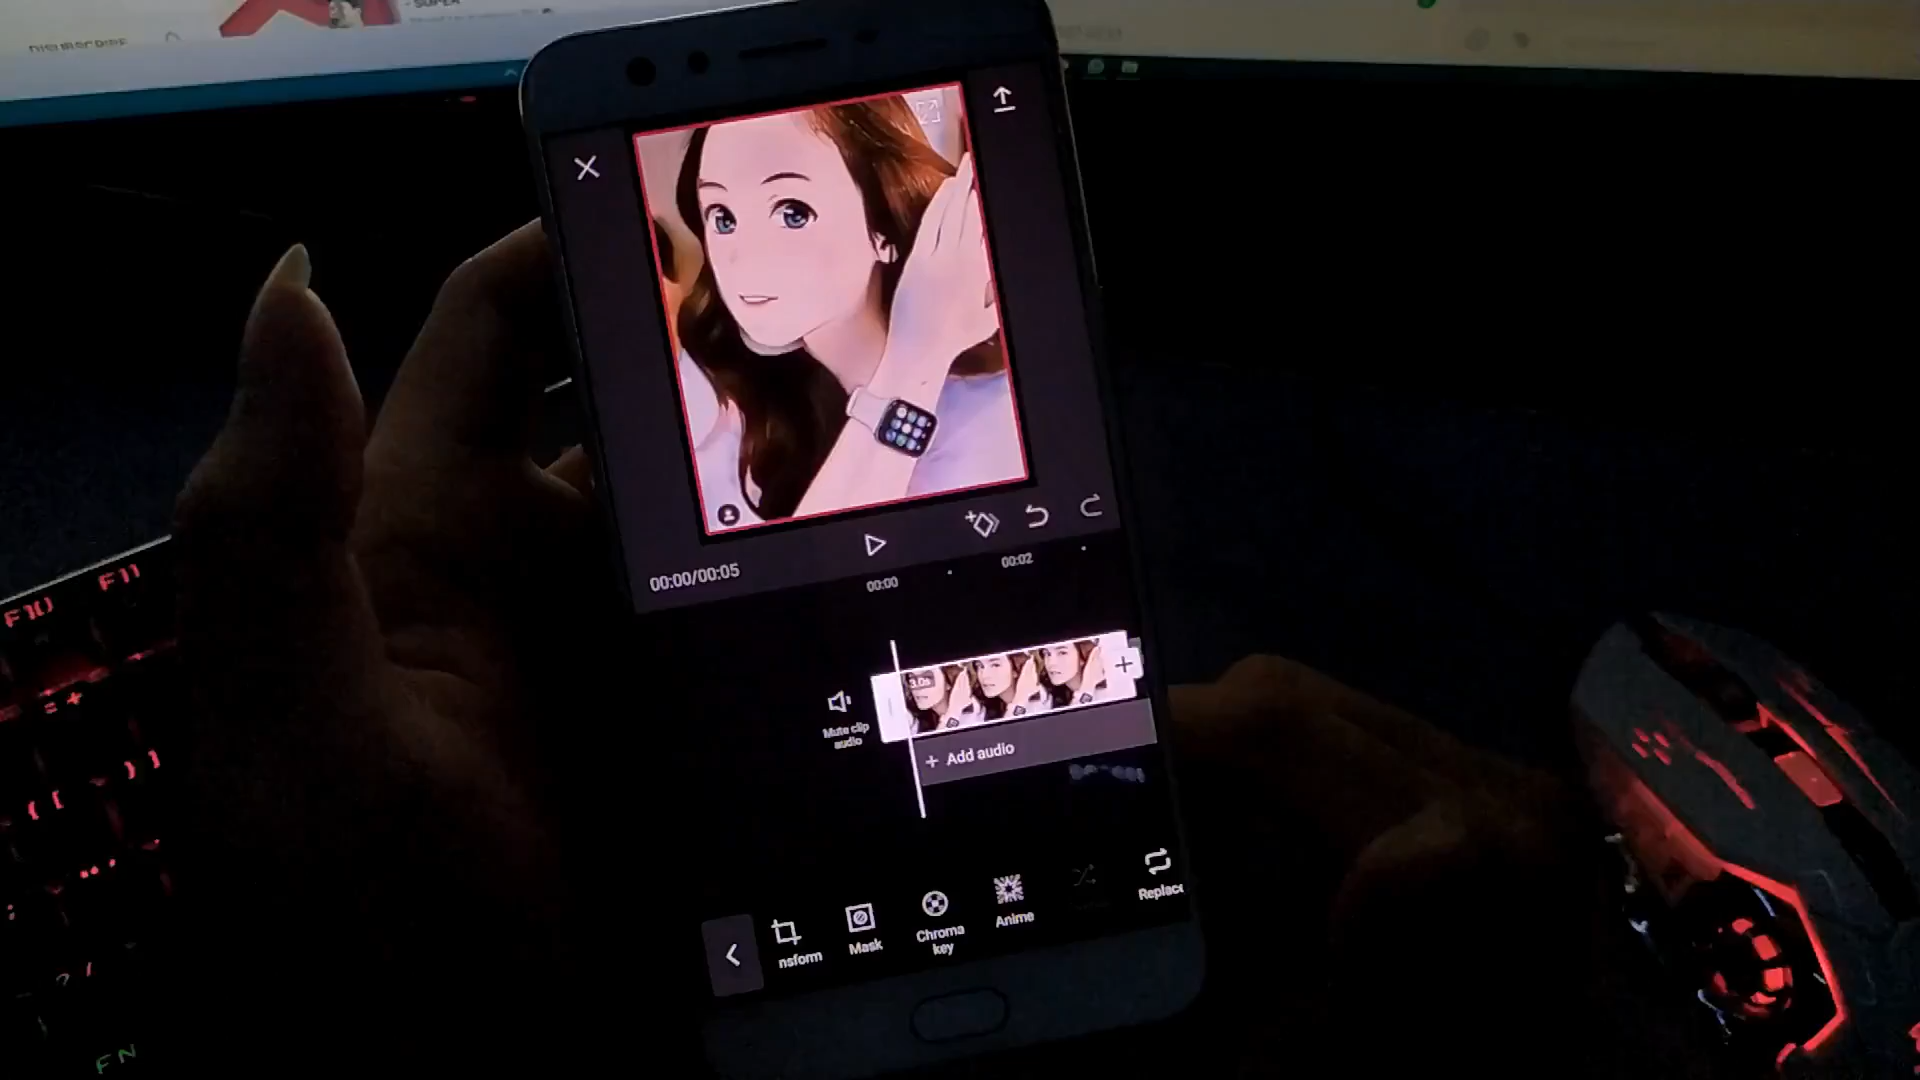 SUPER
00:00/00:05
00:00
00:02
3.0s
Mute clip
audio
+ Add audio
nsform
Mask
Chroma
key
Anime
Replace
F10
F11
= +
FN